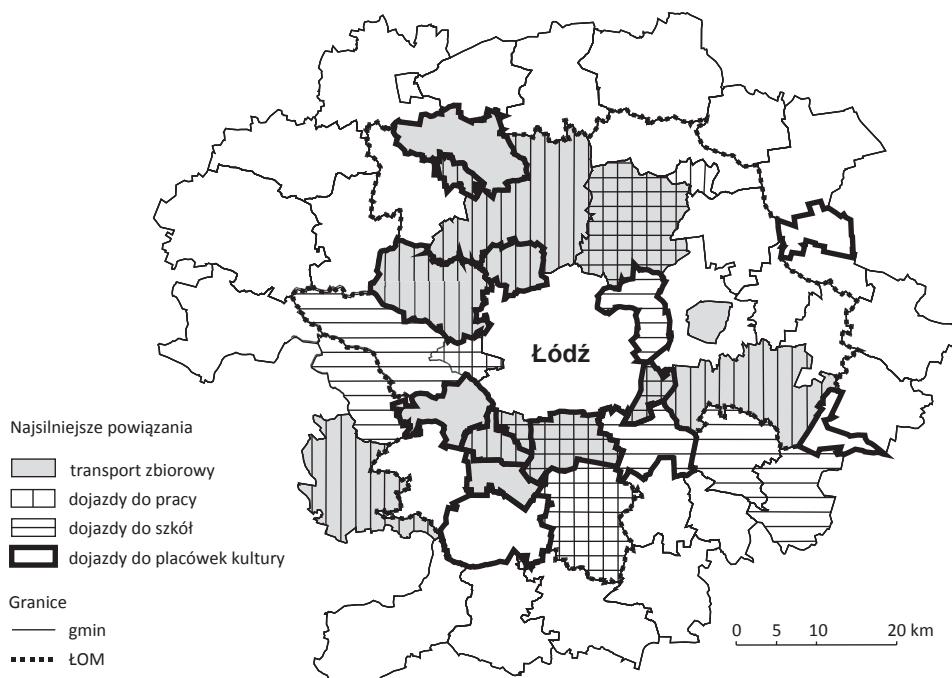 Łódź
Najsilniejsze powiązania
transport zbiorowy
dojazdy do pracy
dojazdy do szkół
dojazdy do placówek kultury
Granice
gmin
ŁOM
0 5 10 20 km